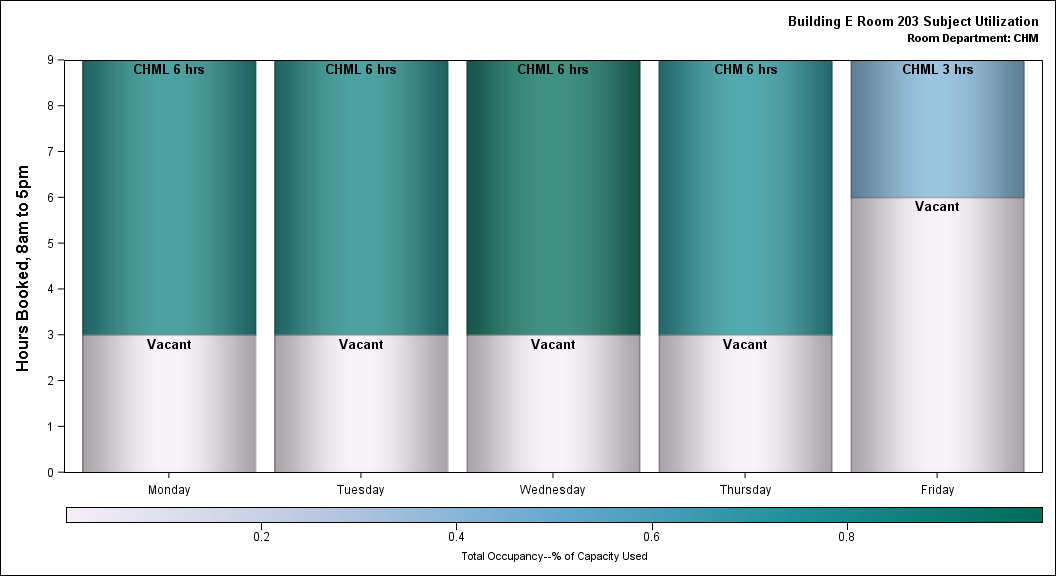 Building E Room 203 Subject Utilization
Room Department: CHM
Hours Booked, 8am to 5pm
9
8
7
6
5
4
3
2
1
0
CHML 6 hrs
CHML 6 hrs
CHML 6 hrs
CHM 6 hrs
CHML 3 hrs
Vacant
Vacant
Vacant
Vacant
Vacant
Monday
Tuesday
Wednesday
Thursday
Friday
0.2
0.4
0.6
0.8
Total Occupancy--% of Capacity Used